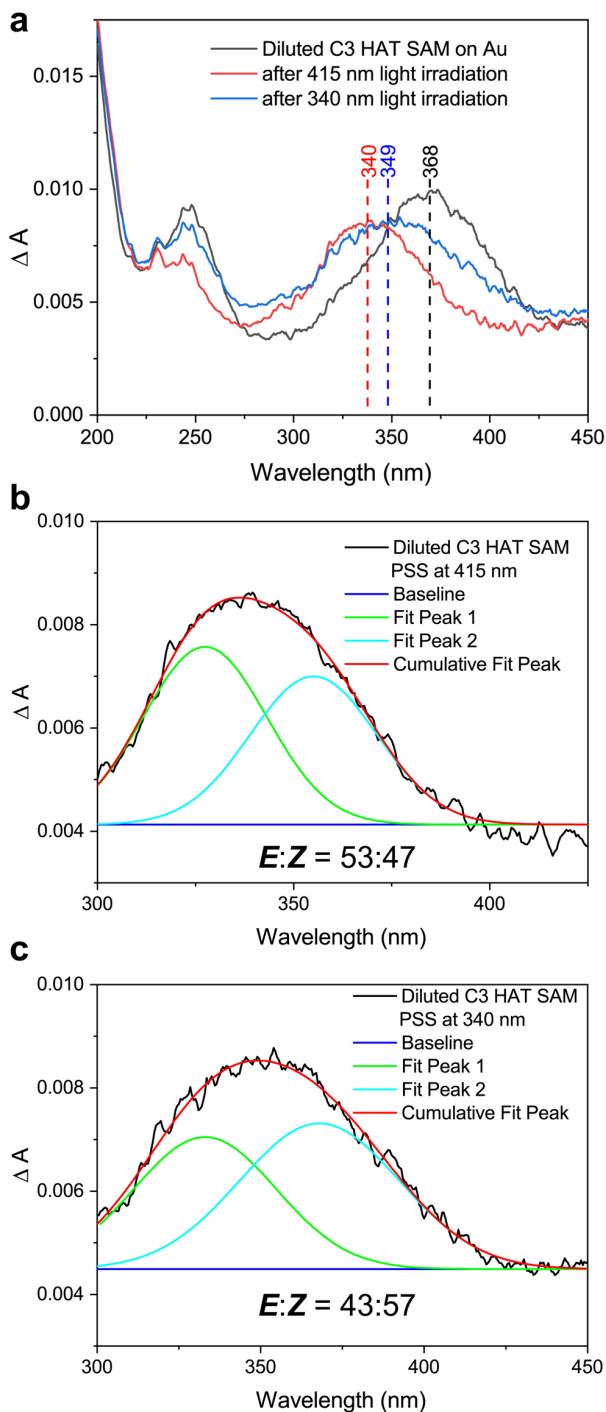 a
Diluted C3 HAT SAM on Au
after 415 nm light irradiation
after 340 nm light irradiation
340
349
368
0.015
0.010
0.005
0.000
Δ A
200 250 300 350 400 450
Wavelength (nm)
b
0.010
0.008
0.006
0.004
Δ A
Diluted C3 HAT SAM
PSS at 415 nm
Baseline
Fit Peak 1
Fit Peak 2
Cumulative Fit Peak
E:Z = 53:47
300 350 400
Wavelength (nm)
c
0.010
0.008
0.006
0.004
Δ A
Diluted C3 HAT SAM
PSS at 340 nm
Baseline
Fit Peak 1
Fit Peak 2
Cumulative Fit Peak
E:Z = 43:57
300 350 400 450
Wavelength (nm)